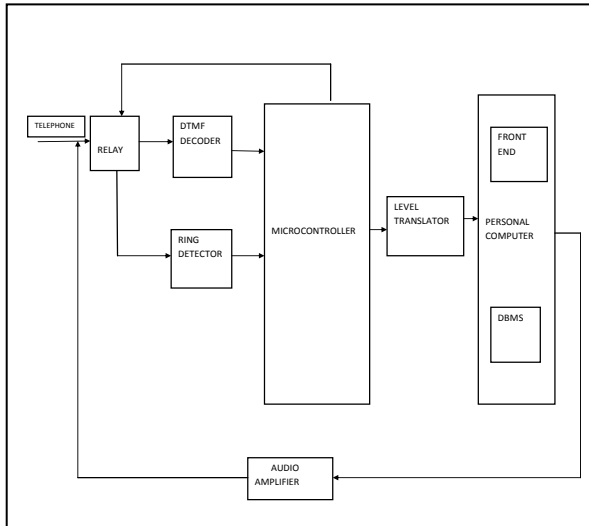 TELEPHONE
RELAY
DTMF
DECODER
RING
DETECTOR
MICROCONTROLLER
LEVEL
TRANSLATOR
FRONT
END
PERSONAL
COMPUTER
DBMS
AUDIO
AMPLIFIER